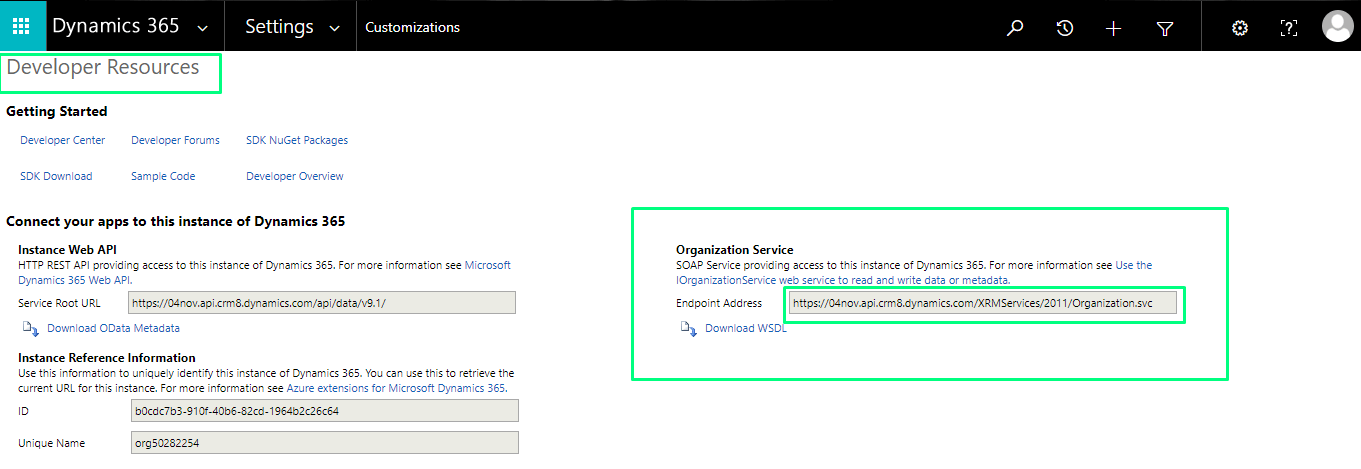 Dynamics 365 Settings Customizations
Developer Resources
Getting Started
Developer Center Developer Forums SDK NuGet Packages
SDK Download Sample Code Developer Overview
Connect your apps to this instance of Dynamics 365
Instance Web API
HTTP REST API providing access to this instance of Dynamics 365. For more information see Microsoft
Dynamics 365 Web API.
Service Root URL https://04nov.api.crm8.dynamics.com/api/data/v9.1/
Download OData Metadata
Organization Service
SOAP Service providing access to this instance of Dynamics 365. For more information see Use the
IOrganizationService web service to read and write data or metadata.
Endpoint Address https://04nov.api.crm8.dynamics.com/XRMServices/2011/Organization.svc
Download WSDL
Instance Reference Information
Use this information to uniquely identify this instance of Dynamics 365. You can use this to retrieve the
current URL for this instance. For more information see Azure extensions for Microsoft Dynamics 365.
ID b0cdc7b3-910f-40b6-82cd-1964b2c26c64
Unique Name org50282254